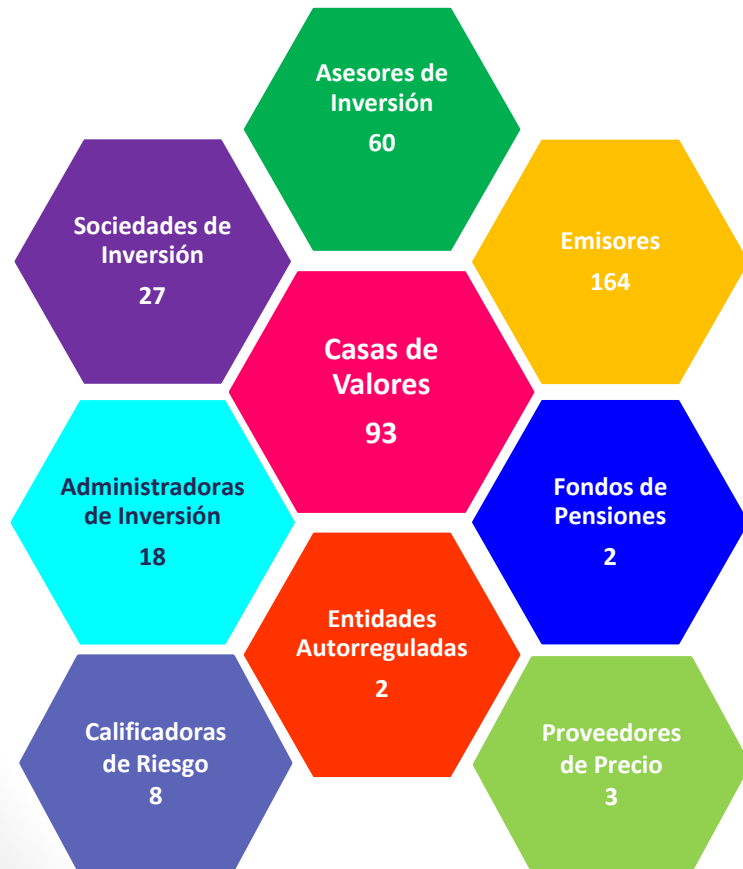 Asesores de
Inversión
60
Sociedades de
Inversión
27
Emisores
164
Casas de
Valores
93
Administradoras
de Inversión
18
Fondos de
Pensiones
2
Entidades
Autorreguladas
2
Calificadoras
de Riesgo
8
Proveedores
de Precio
3